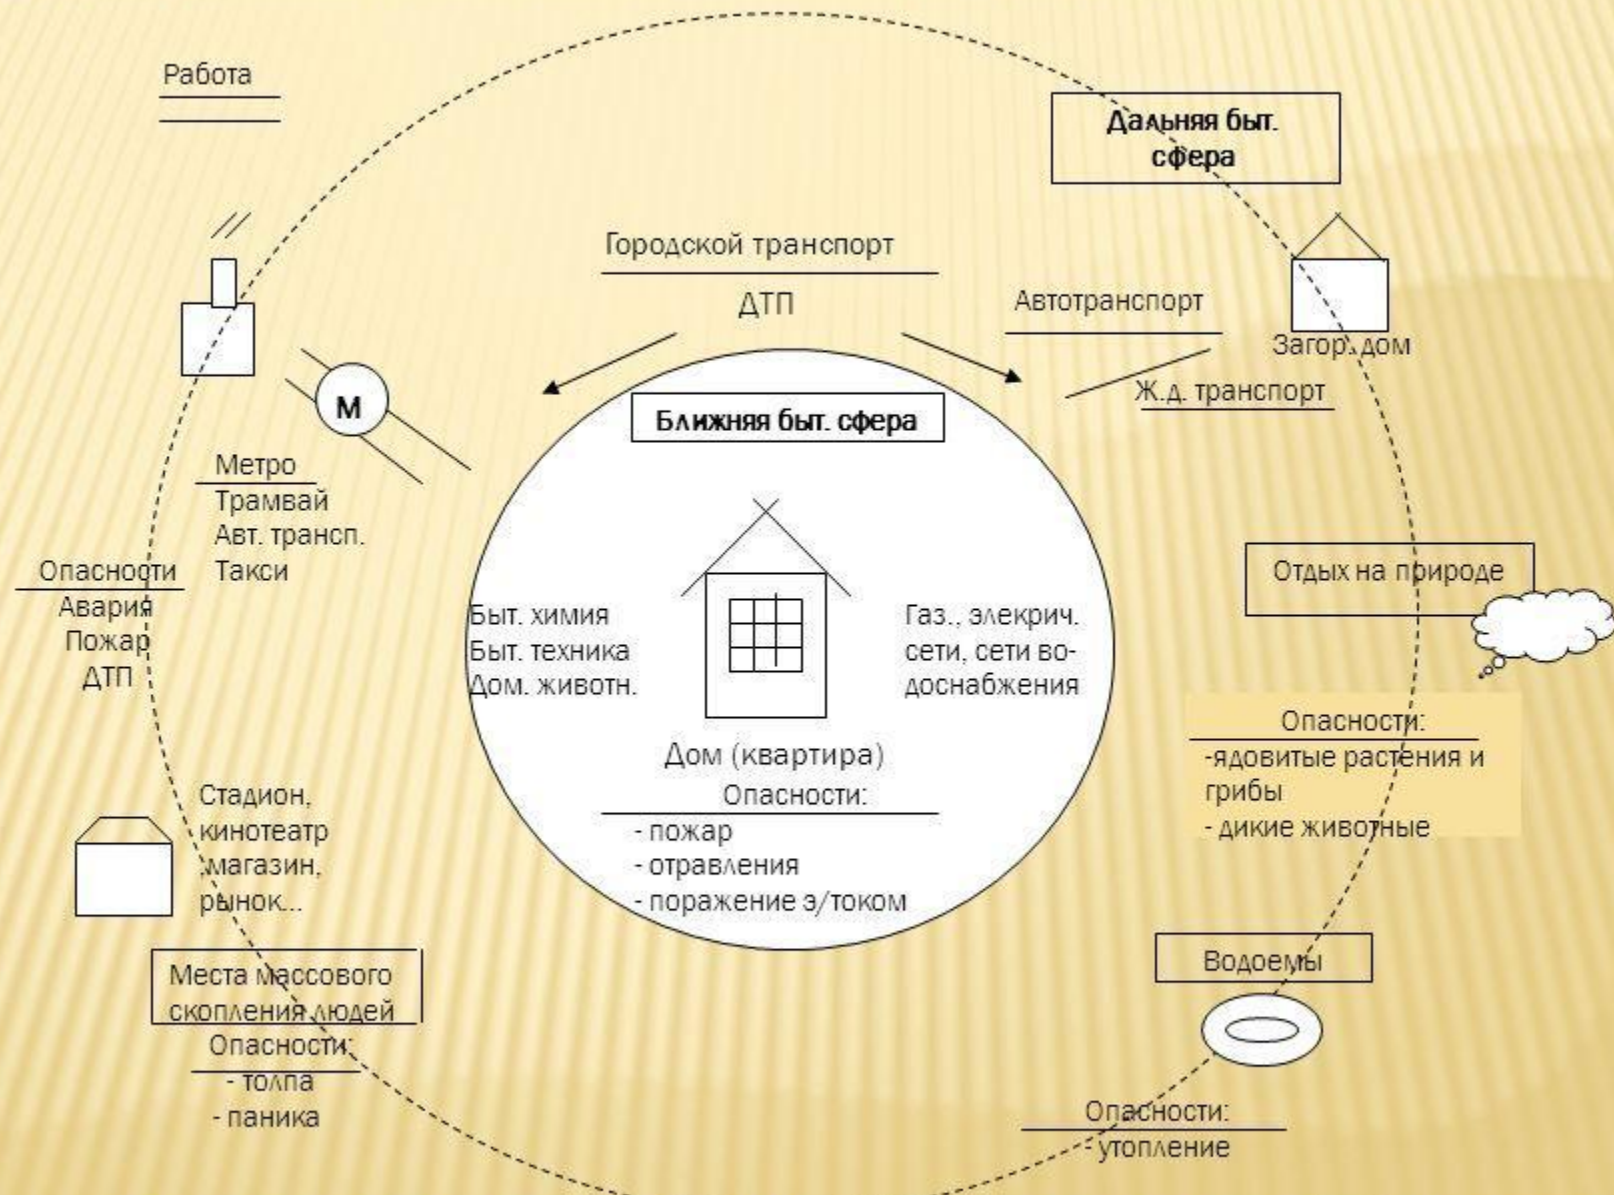 Работа
Дальняя быт.
сфера
Городской транспорт
ДТП
Автотранспорт
Загор. дом
Ж.д. транспорт
М
Ближняя быт. сфера
Метро
Трамвай
Авт. трансп.
Такси
Опасности
Авария
Пожар
ДТП
Быт. химия
Быт. техника
Дом. животн.
Газ., элекрич.
сети, сети во-
доснабжения
Отдых на природе
Дом (квартира)
Опасности:
- пожар
- отравления
- поражение э/током
Опасности:
-ядовитые растения и
грибы
- дикие животные
Стадион,
кинотеатр
,магазин,
рынок...
Места массового
скопления людей
Опасности:
- толпа
- паника
Водоемы
Опасности:
- утопление